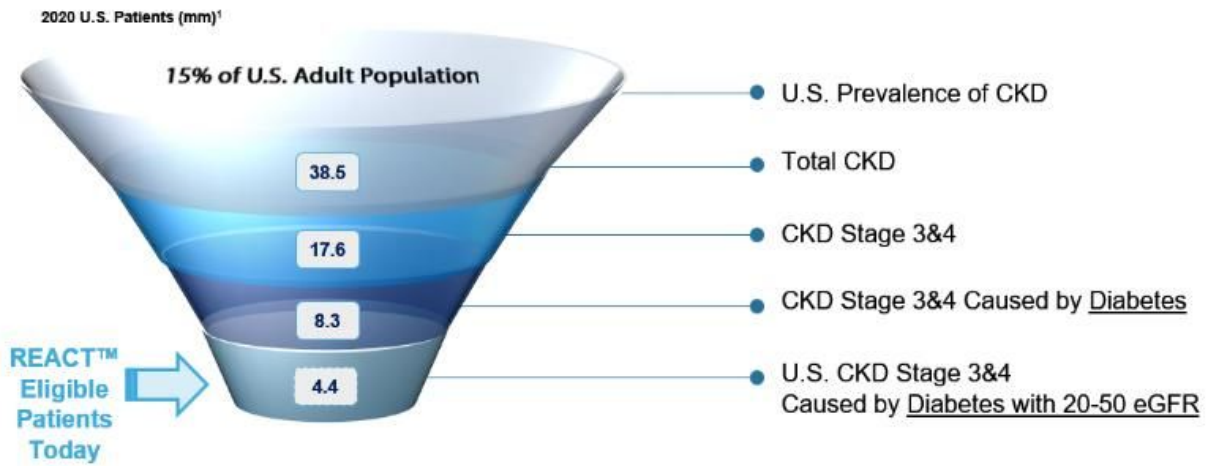 2020 U.S. Patients (mm)¹
15% of U.S. Adult Population
U.S. Prevalence of CKD
38.5
Total CKD
17.6
CKD Stage 3&4
8.3
CKD Stage 3&4 Caused by Diabetes
REACT™
Eligible
Patients
Today
4.4
U.S. CKD Stage 3&4
Caused by Diabetes with 20-50 eGFR